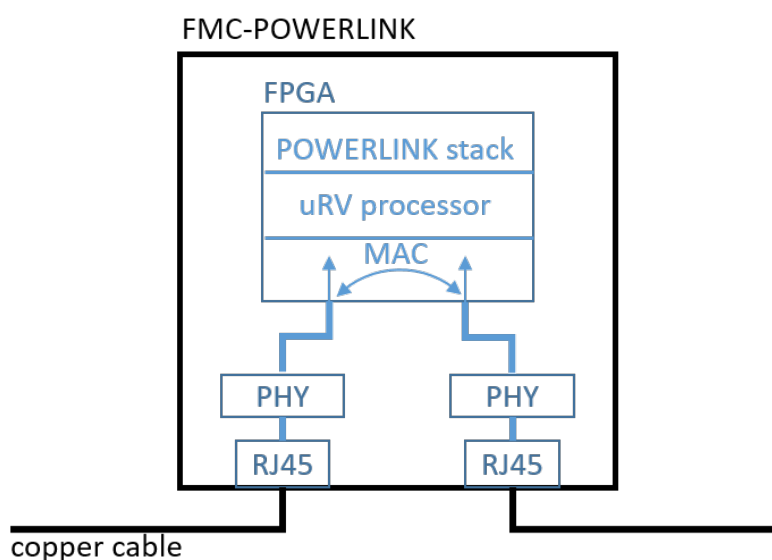 FMC-POWERLINK
FPGA
POWERLINK stack
uRV processor
MAC
PHY
PHY
RJ45
RJ45
copper cable